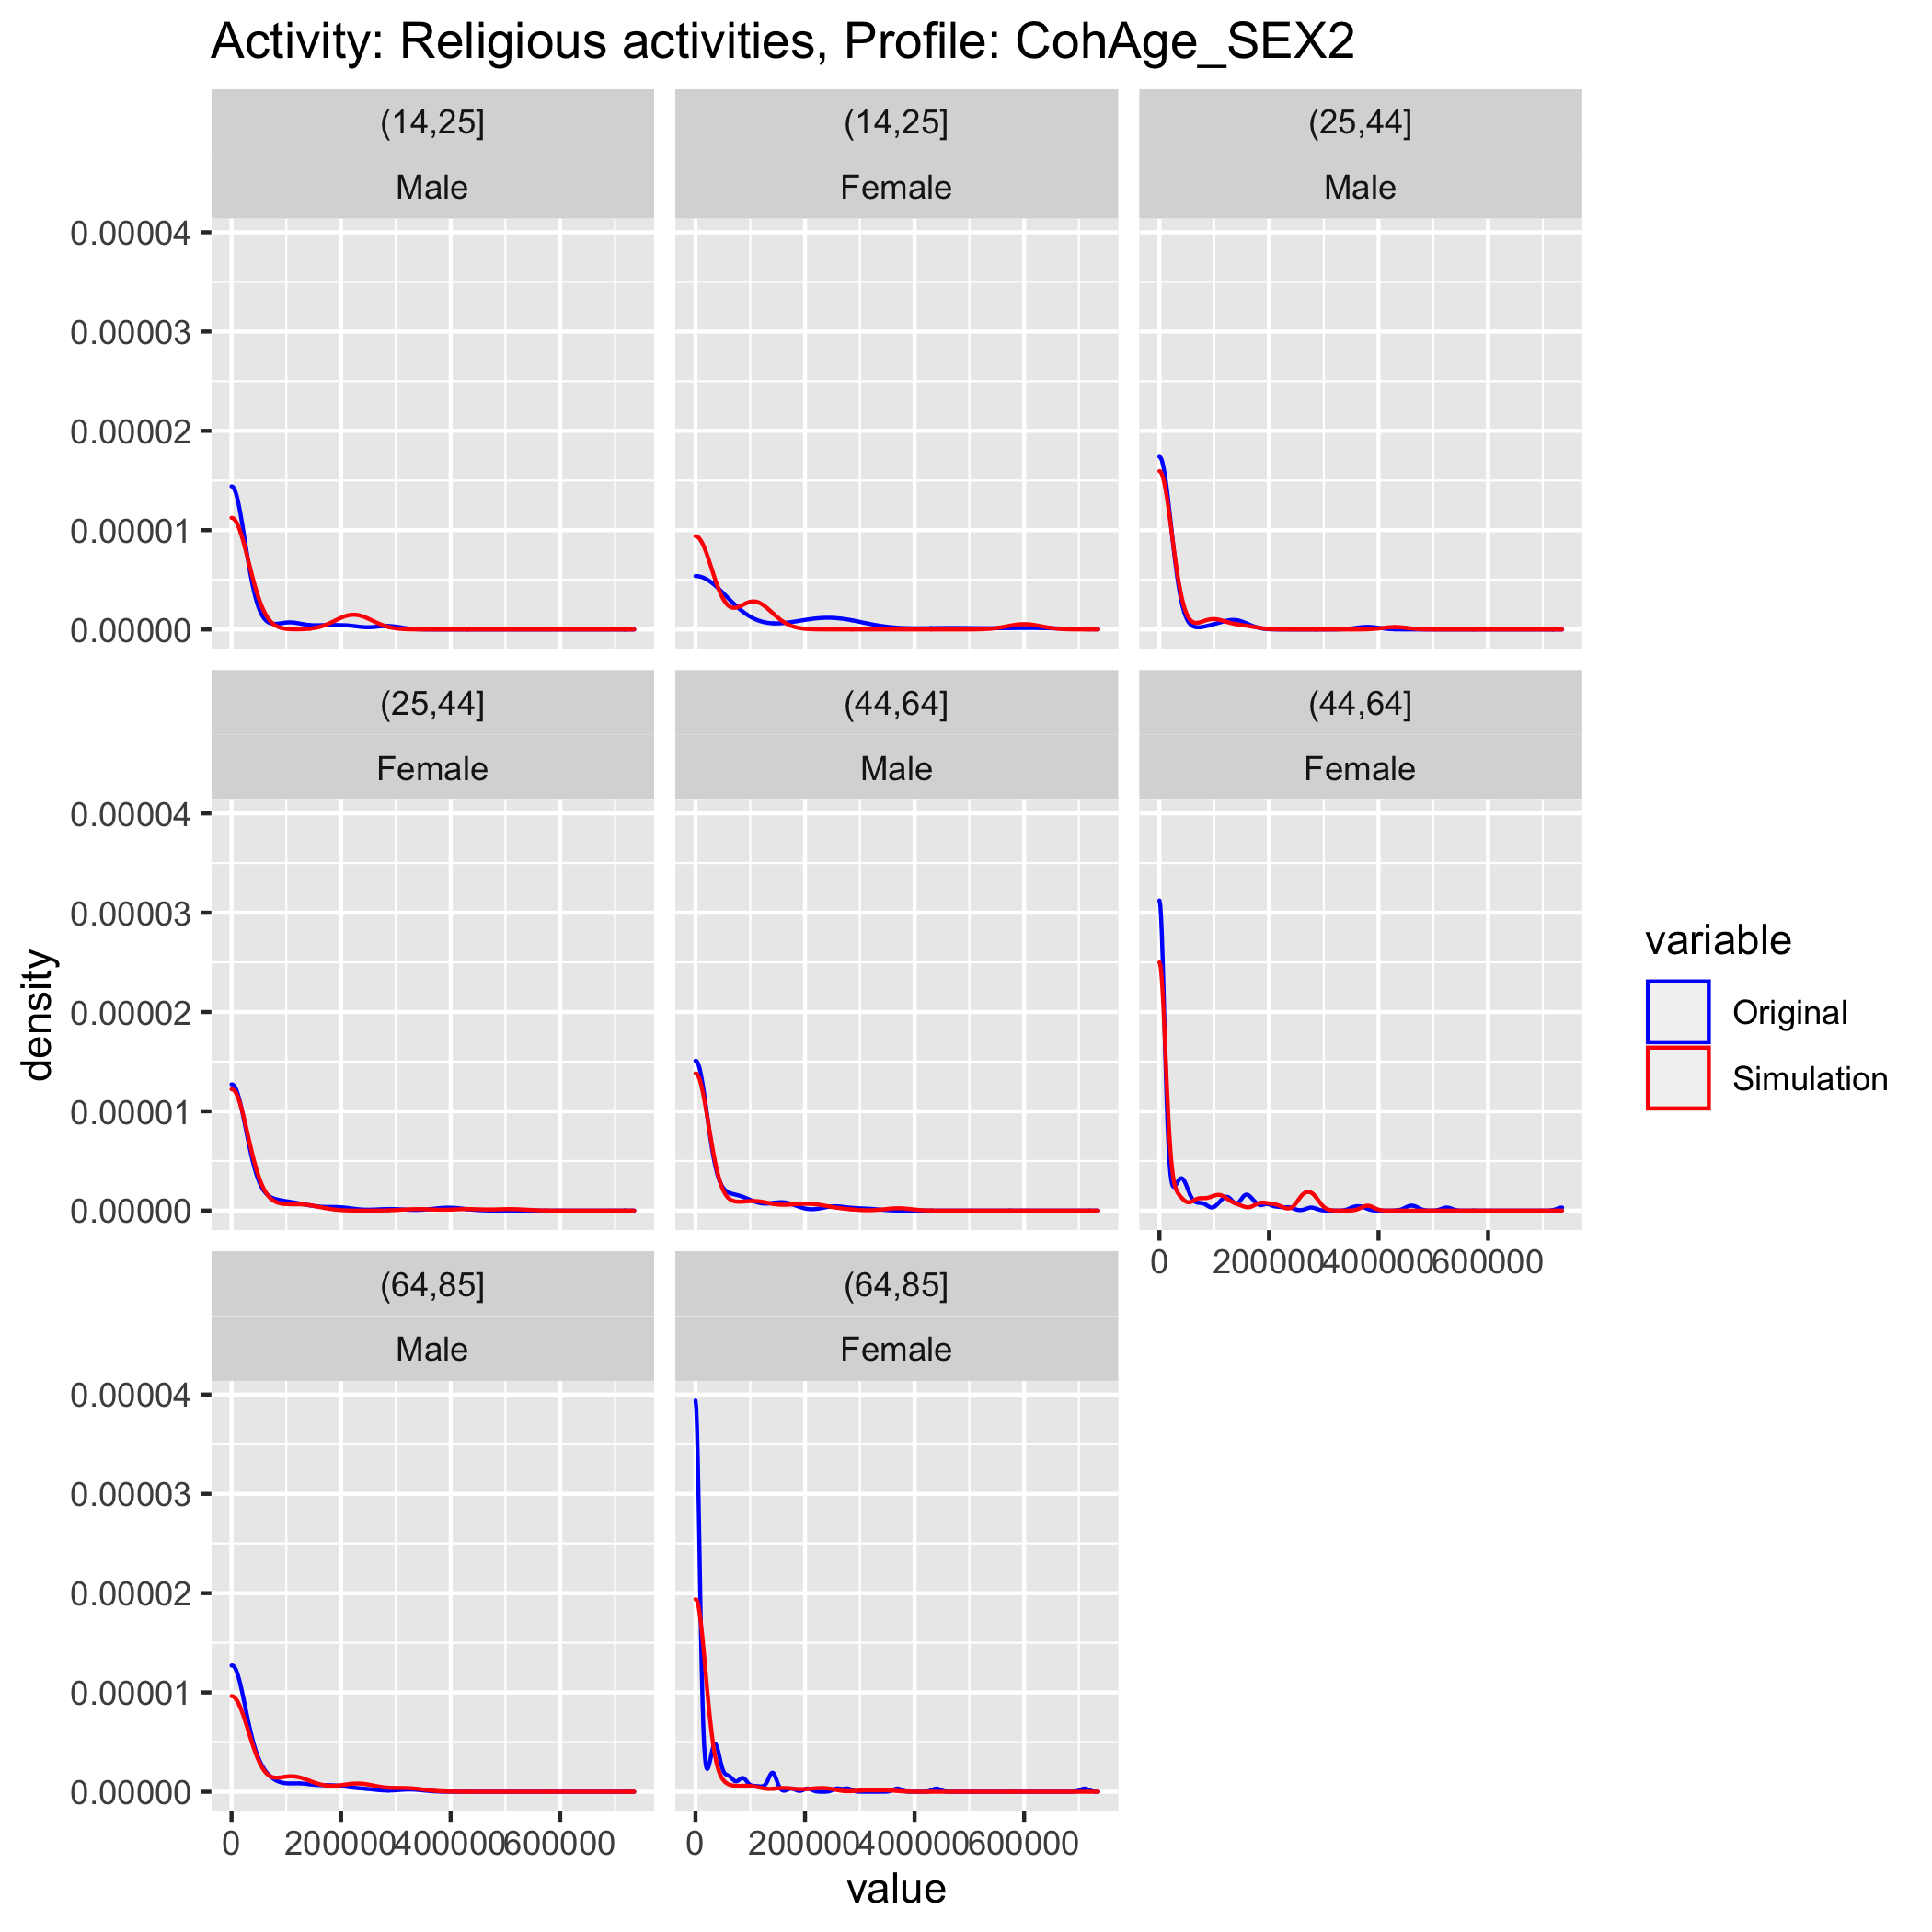 Activity: Religious activities, Profile: CohAge_SEX2
(14,25]
Male
(14,25]
Female
(25,44]
Male
0.00004
0.00003
0.00002
0.00001
0.00000
(25,44]
Female
(44,64]
Male
(44,64]
Female
0.00004
0.00003
0.00002
0.00001
0.00000
0 200000 400000 600000
(64,85]
Male
(64,85]
Female
0.00004
0.00003
0.00002
0.00001
0.00000
0 200000 400000 600000
0 200000 400000 600000
value
density
variable
Original
Simulation